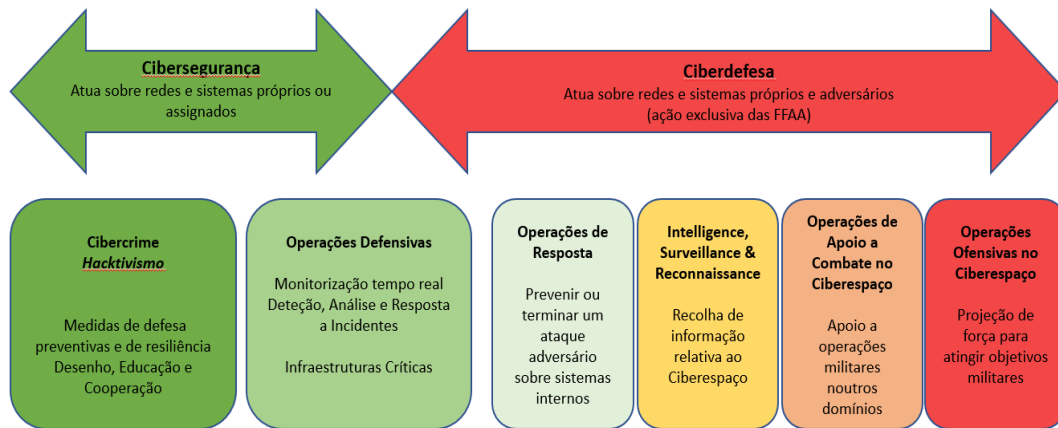 Cibersegurança
Atua sobre redes e sistemas próprios ou
assignados
Ciberdefesa
Atua sobre redes e sistemas próprios e adversários
(ação exclusiva das FFAA)
Cibercrime
Hacktivismo
Medidas de defesa
preventivas e de resiliência
Desenho, Educação e
Cooperação
Operações Defensivas
Monitorização tempo real
Deteção, Análise e Resposta
a Incidentes
Infraestruturas Críticas
Operações de
Resposta
Prevenir ou
terminar um
ataque
adversário
sobre sistemas
internos
Intelligence,
Surveillance &
Reconnaissance
Recolha de
informação
relativa ao
Ciberespaço
Operações de
Apoio a
Combate no
Ciberespaço
Apoio a
operações
militares
noutros
domínios
Operações
Ofensivas no
Ciberespaço
Projeção de
força para
atingir objetivos
militares